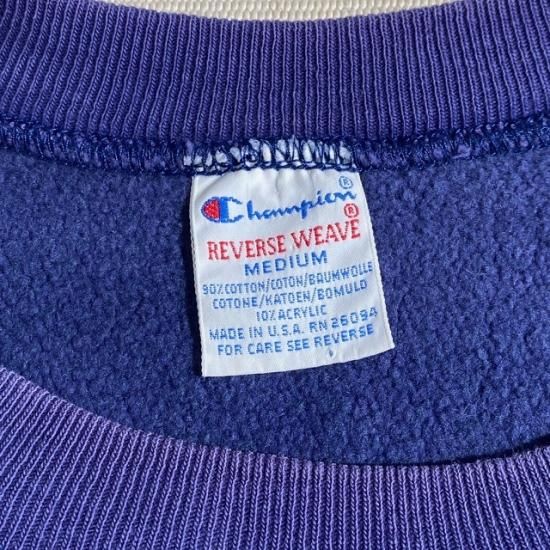 Champion®
REVERSE WEAVE®
MEDIUM
90% COTTON/COTON/BAUMWOLLE
COTONE/KATOEN/BOMULD
10% ACRYLIC
MADE IN U.S.A. RN 26094
FOR CARE SEE REVERSE